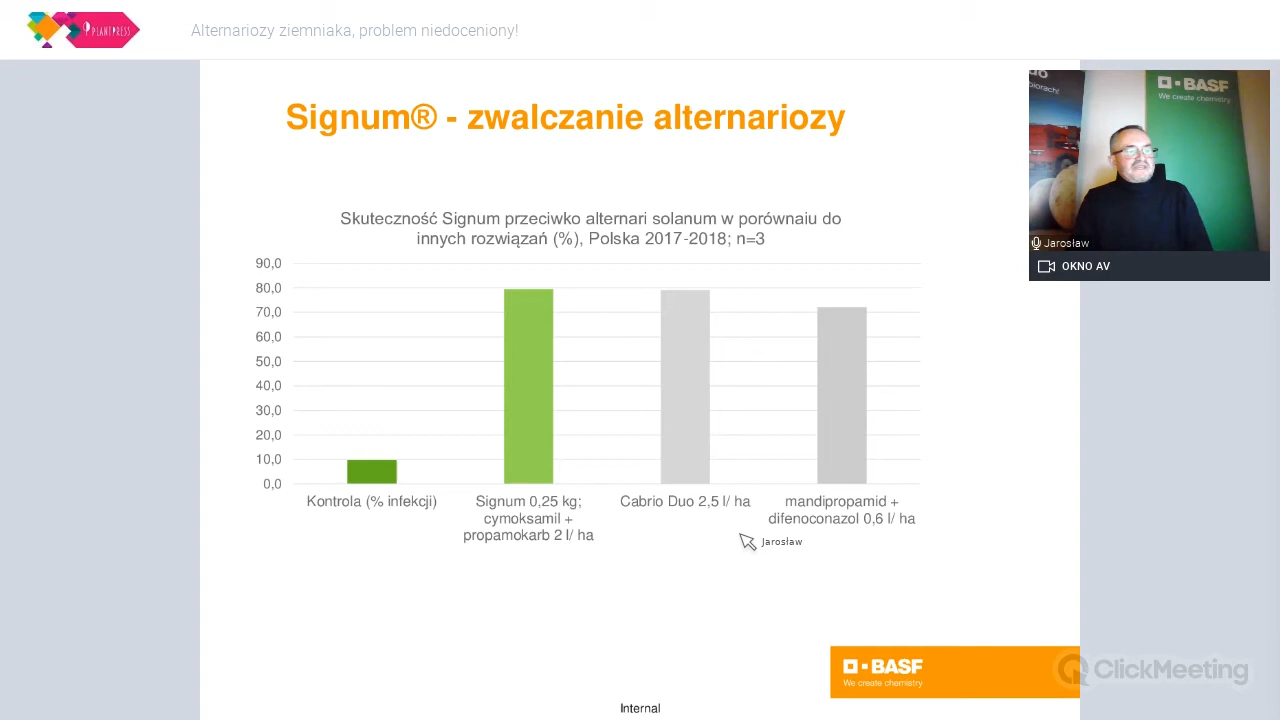 PLANTPRESS
Alternariozy ziemniaka, problem niedoceniony!
Signum® - zwalczanie alternariozy
Skuteczność Signum przeciwko alternari solanum w porównaiu do
innych rozwiązań (%), Polska 2017-2018; n=3
90,0
80,0
70,0
60,0
50,0
40,0
30,0
20,0
10,0
0,0
Kontrola (% infekcji)
Signum 0,25 kg;
cymoksamil +
propamokarb 2 l/ ha
Cabrio Duo 2,5 l/ ha
mandipropamid +
difenoconazol 0,6 l/ ha
Jarosław
BASF
We create chemistry
Jarosław
OKNO AV
BASF
We create chemistry
ClickMeeting
Internal